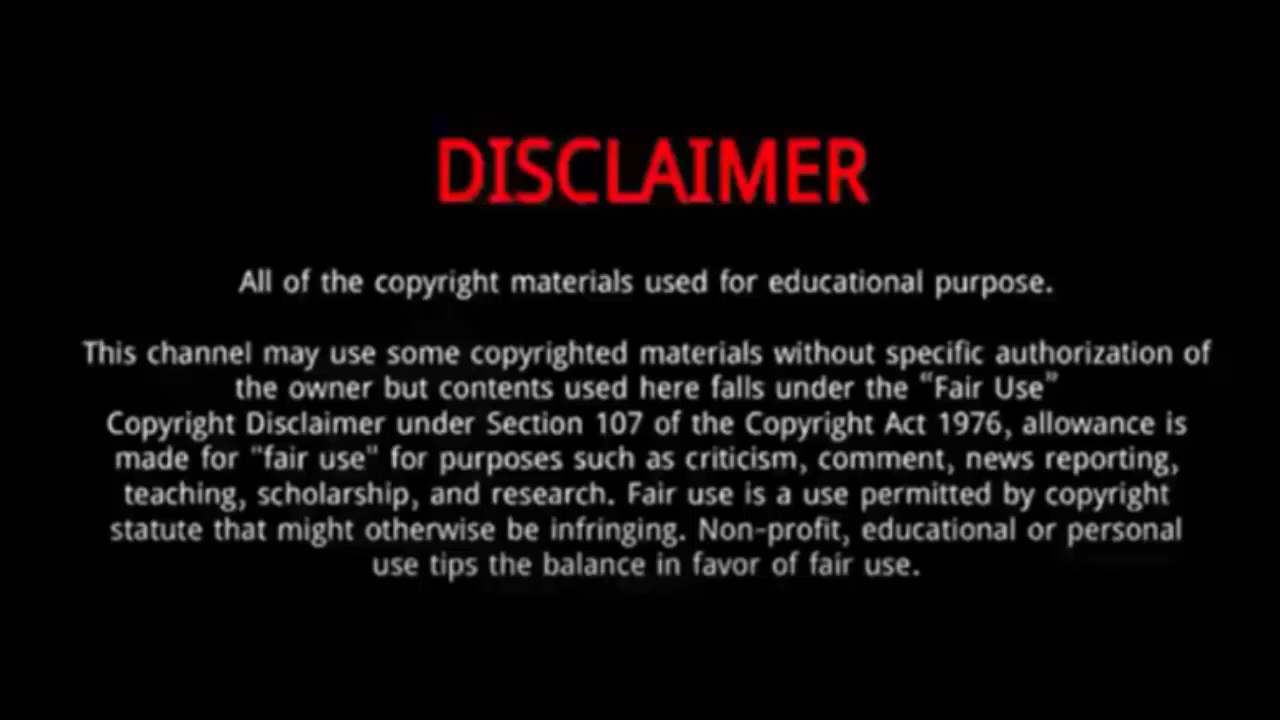 DISCLAIMER
All of the copyright materials used for educational purpose.
This channel may use some copyrighted materials without specific authorization of
the owner but contents used here falls under the “Fair Use”
Copyright Disclaimer under Section 107 of the Copyright Act 1976, allowance is
made for "fair use" for purposes such as criticism, comment, news reporting,
teaching, scholarship, and research. Fair use is a use permitted by copyright
statute that might otherwise be infringing. Non-profit, educational or personal
use tips the balance in favor of fair use.